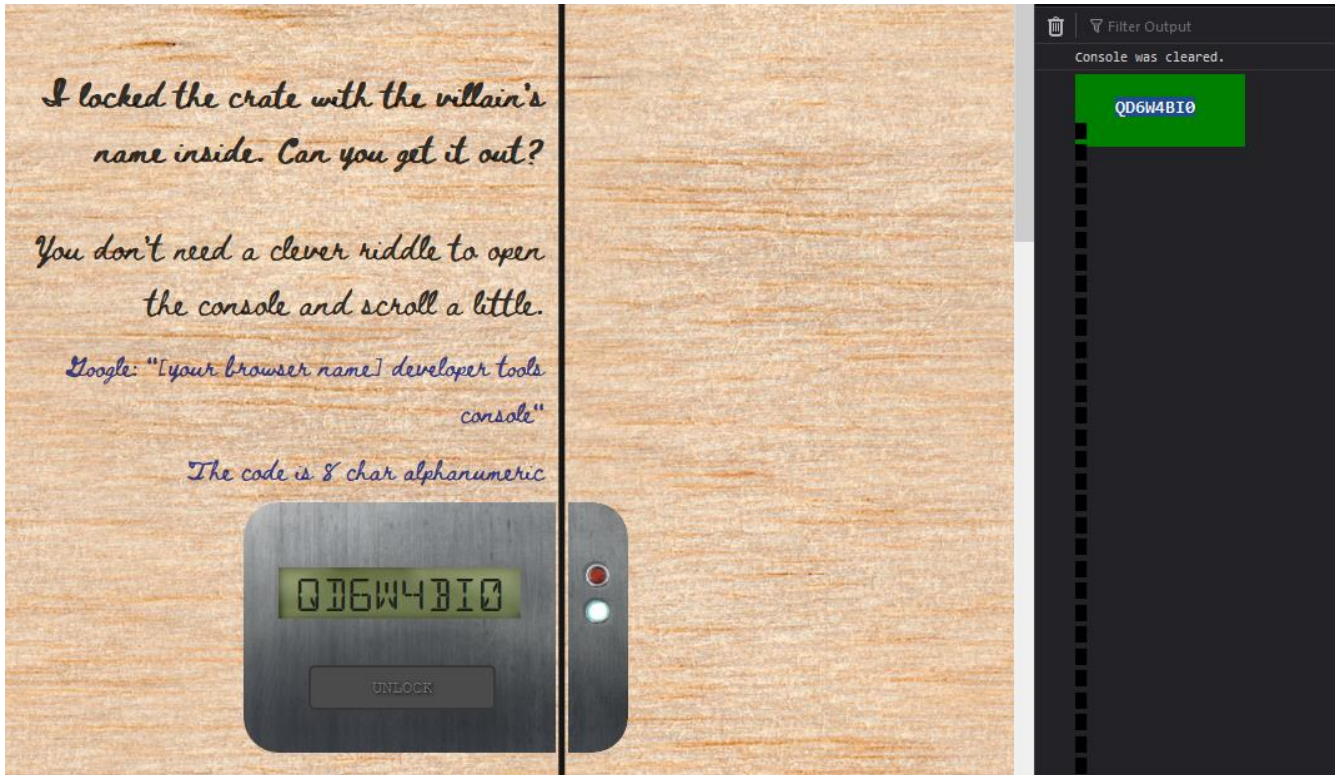 I locked the crate with the villain's
name inside. Can you get it out?
You don't need a clever riddle to open
the console and scroll a little.
Google: "[your browser name] developer tools
console"
The code is 8 char alphanumeric
QD6W4BI0
UNLOCK
Filter Output
Console was cleared.
QD6W4BI0